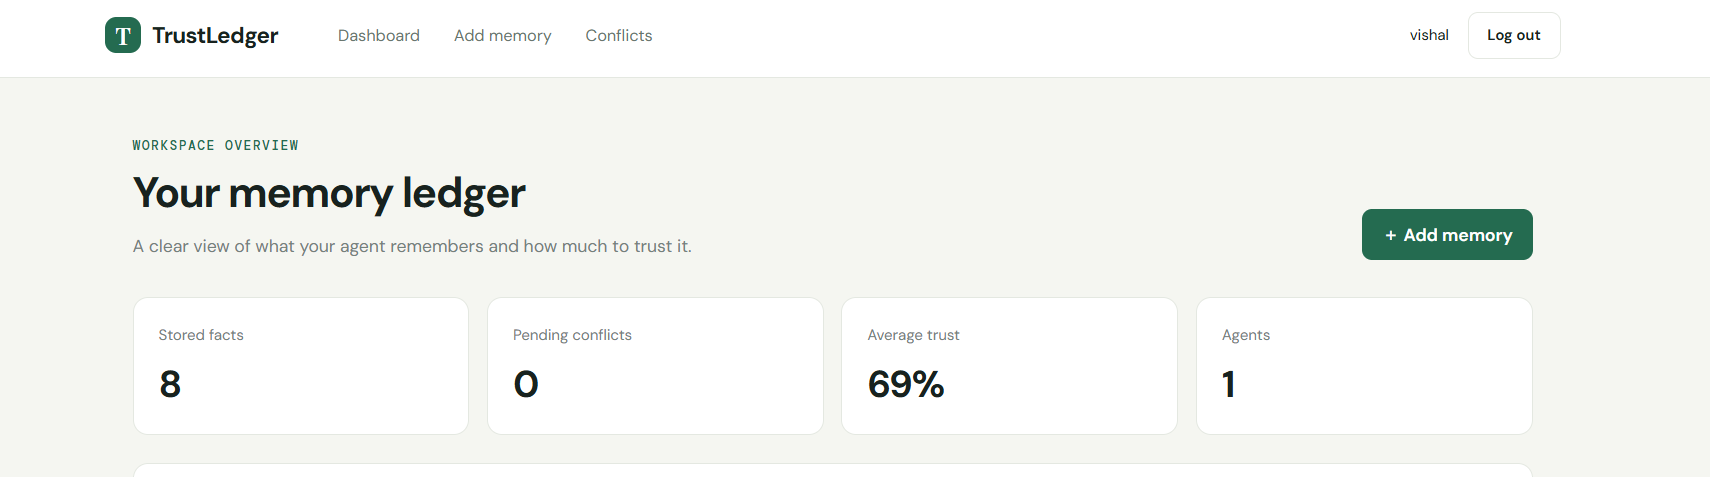 T TrustLedger Dashboard Add memory Conflicts vishal Log out
WORKSPACE OVERVIEW
Your memory ledger
A clear view of what your agent remembers and how much to trust it.
+ Add memory
Stored facts
8
Pending conflicts
0
Average trust
69%
Agents
1